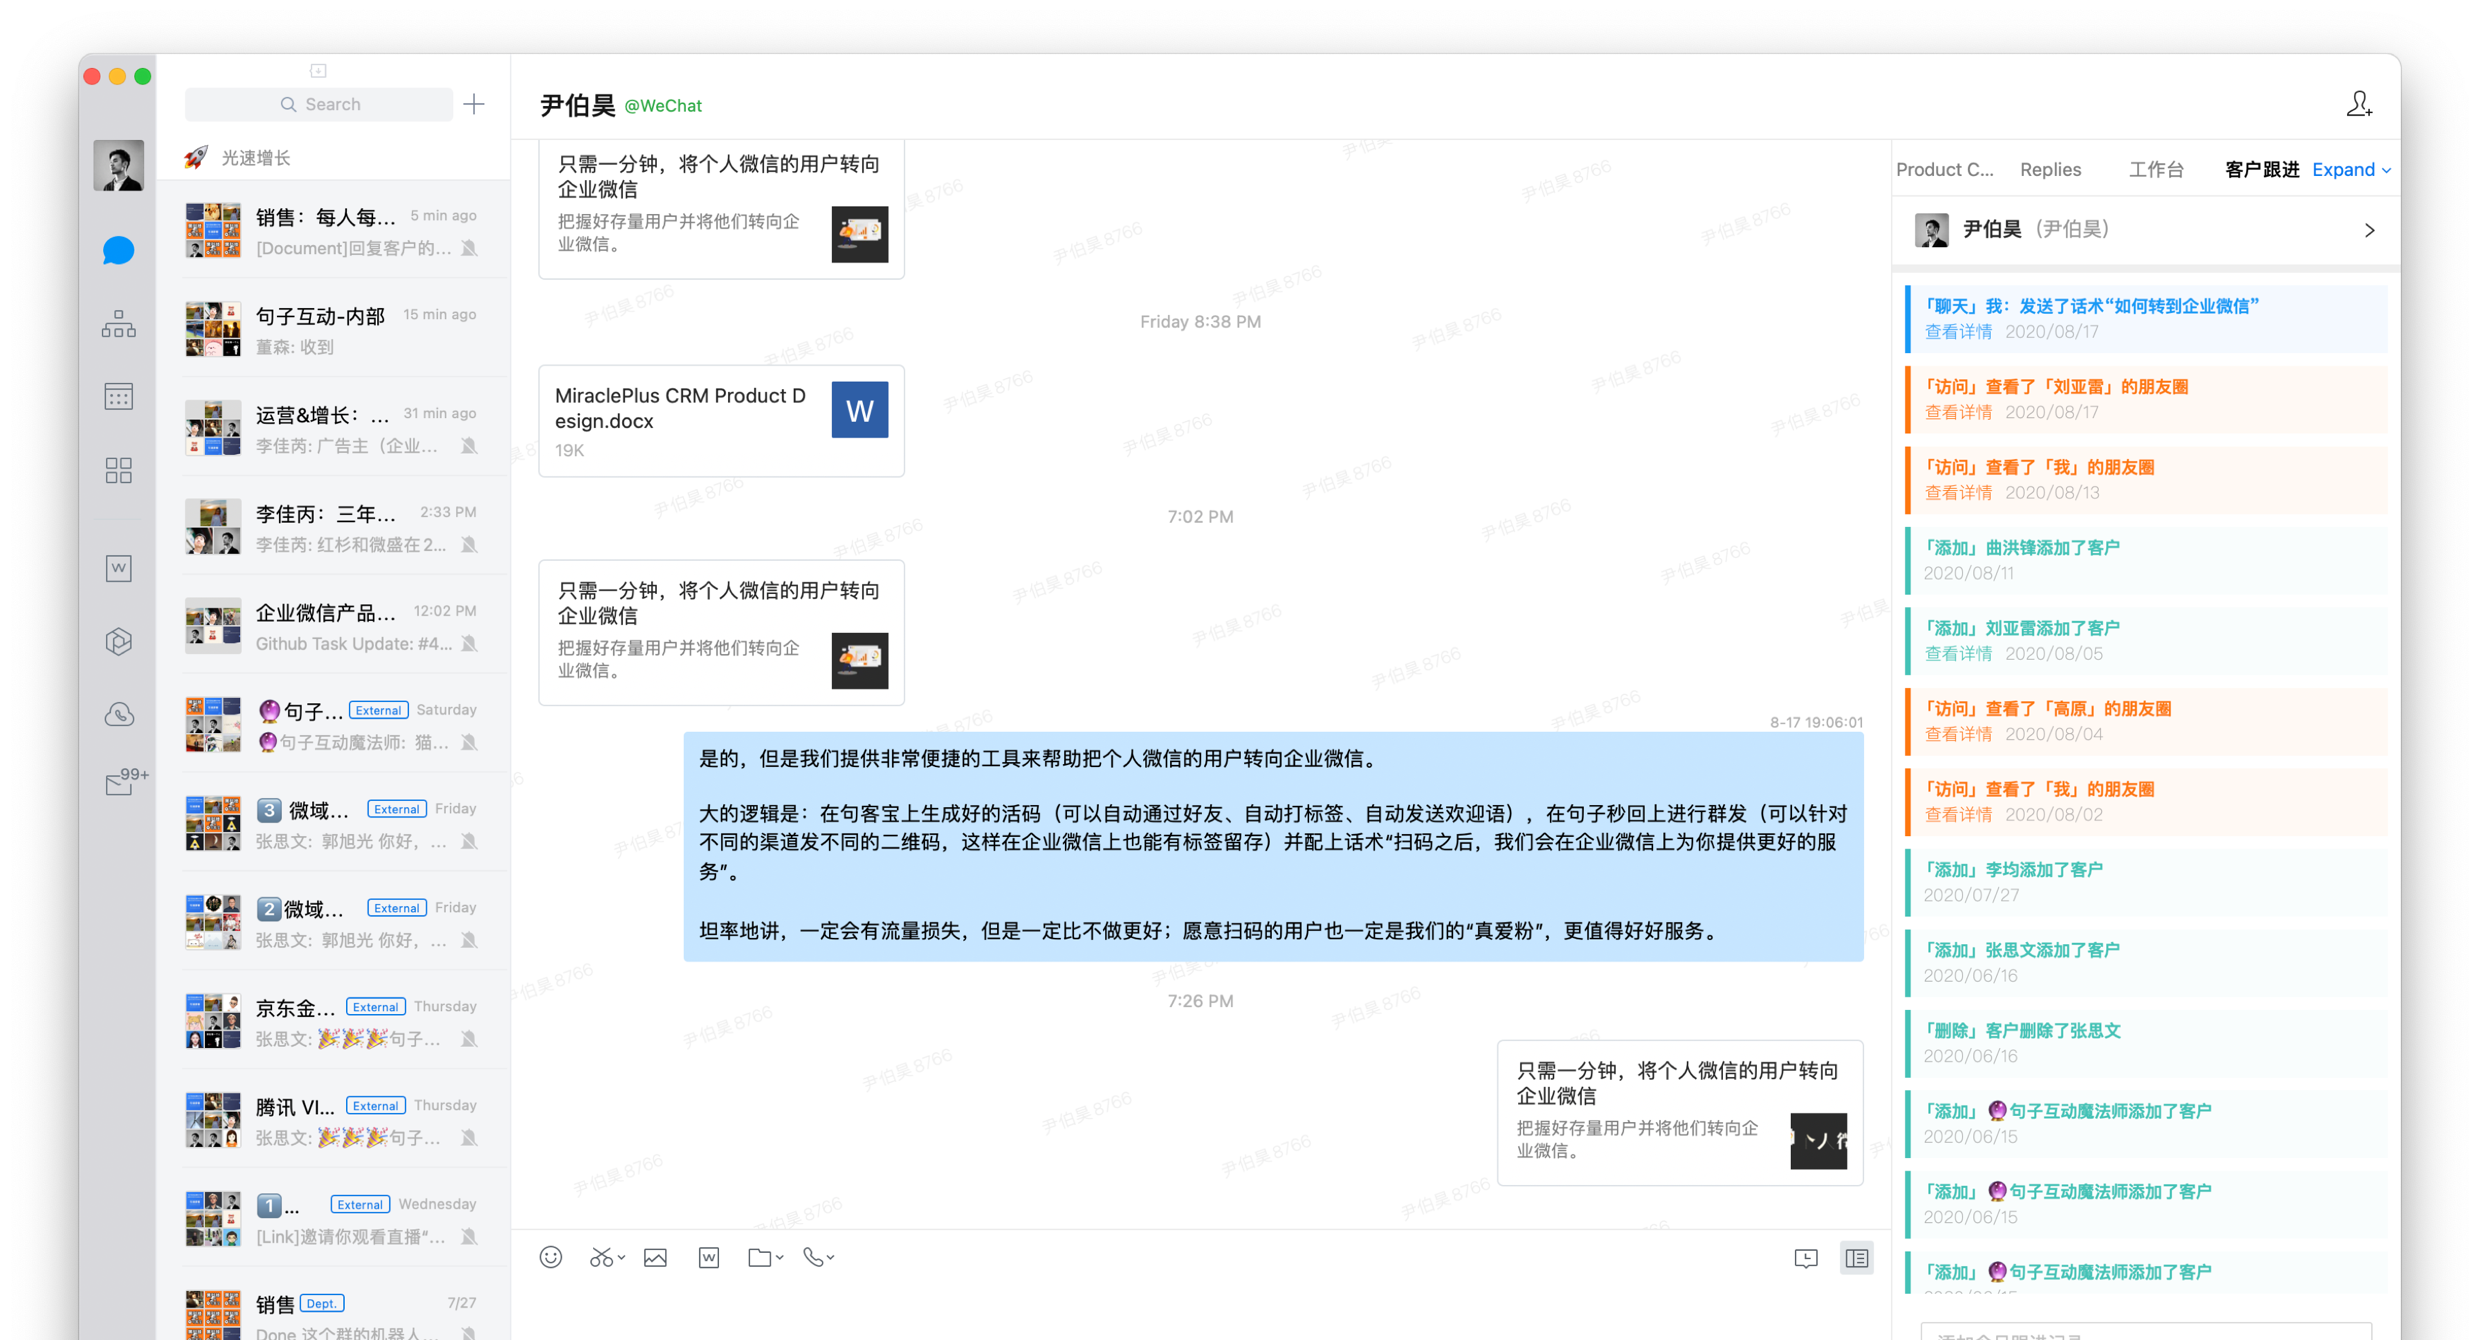 Search
光速增长
销售：每人每... 5 min ago
[Document]回复客户的...
句子互动-内部 15 min ago
董森: 收到
运营&增长：... 31 min ago
李佳芮: 广告主（企业...
李佳丙：三年... 2:33 PM
李佳芮: 红杉和微盛在2...
企业微信产品... 12:02 PM
Github Task Update: #4...
🔮句子... External Saturday
🔮句子互动魔法师: 猫...
3 微域... External Friday
张思文: 郭旭光 你好，...
2微域... External Friday
张思文: 郭旭光 你好，...
京东金... External Thursday
张思文: 🎉🎉🎉句子...
腾讯 VI... External Thursday
张思文: 🎉🎉🎉句子...
1... External Wednesday
[Link]邀请你观看直播“...
销售 Dept. 7/27
Done 这个群的机器人...
99+
尹伯昊 @WeChat
只需一分钟，将个人微信的用户转向
企业微信
把握好存量用户并将他们转向企
业微信。
Friday 8:38 PM
MiraclePlus CRM Product D
esign.docx
19K
W
7:02 PM
只需一分钟，将个人微信的用户转向
企业微信
把握好存量用户并将他们转向企
业微信。
8-17 19:06:01
是的，但是我们提供非常便捷的工具来帮助把个人微信的用户转向企业微信。
大的逻辑是：在句客宝上生成好的活码（可以自动通过好友、自动打标签、自动发送欢迎语），在句子秒回上进行群发（可以针对
不同的渠道发不同的二维码，这样在企业微信上也能有标签留存）并配上话术“扫码之后，我们会在企业微信上为你提供更好的服
务”。
坦率地讲，一定会有流量损失，但是一定比不做更好；愿意扫码的用户也一定是我们的“真爱粉”，更值得好好服务。
7:26 PM
只需一分钟，将个人微信的用户转向
企业微信
把握好存量用户并将他们转向企
业微信。
尹伯昊 8766
Product C... Replies 工作台 客户跟进 Expand
尹伯昊（尹伯昊）
「聊天」我：发送了话术“如何转到企业微信”
查看详情 2020/08/17
「访问」查看了「刘亚雷」的朋友圈
查看详情 2020/08/17
「访问」查看了「我」的朋友圈
查看详情 2020/08/13
「添加」曲洪锋添加了客户
2020/08/11
「添加」刘亚雷添加了客户
查看详情 2020/08/05
「访问」查看了「高原」的朋友圈
查看详情 2020/08/04
「访问」查看了「我」的朋友圈
查看详情 2020/08/02
「添加」李均添加了客户
2020/07/27
「添加」张思文添加了客户
2020/06/16
「删除」客户删除了张思文
2020/06/16
「添加」🔮句子互动魔法师添加了客户
2020/06/15
「添加」🔮句子互动魔法师添加了客户
2020/06/15
「添加」🔮句子互动魔法师添加了客户